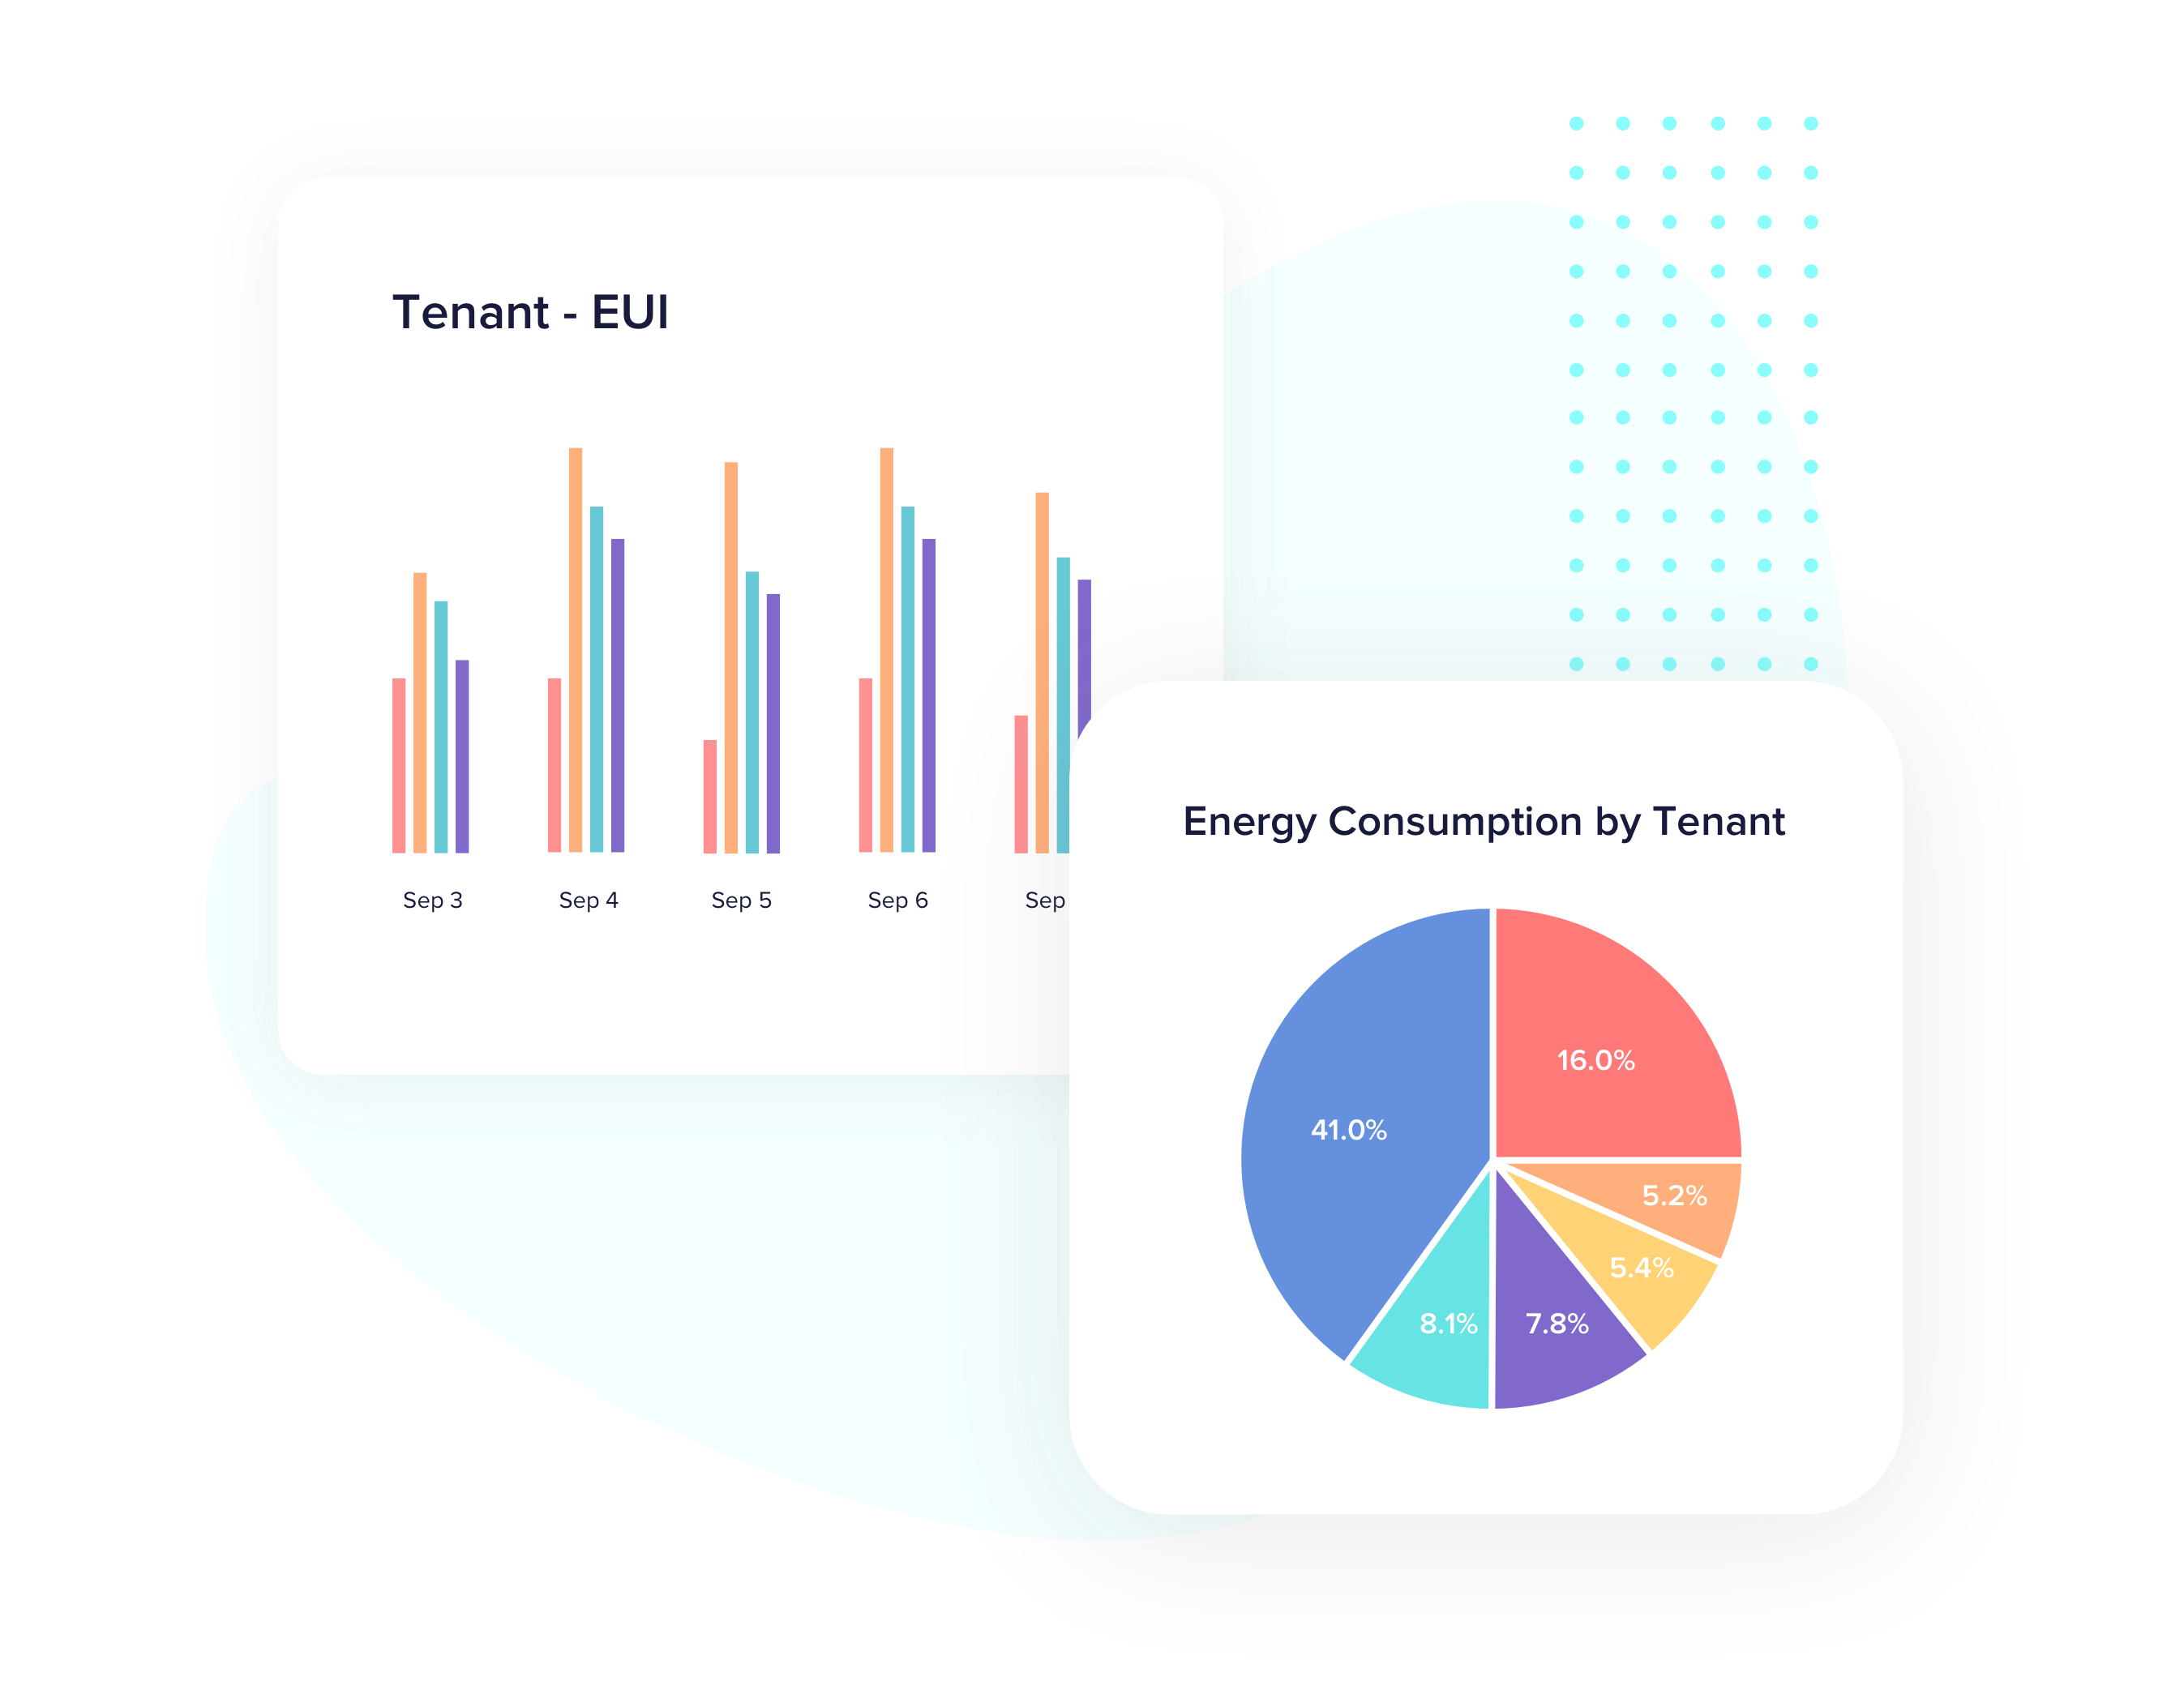 Tenant - EUI
Sep 3
Sep 4
Sep 5
Sep 6
Sep
Energy Consumption by Tenant
16.0%
41.0%
5.2%
5.4%
8.1%
7.8%